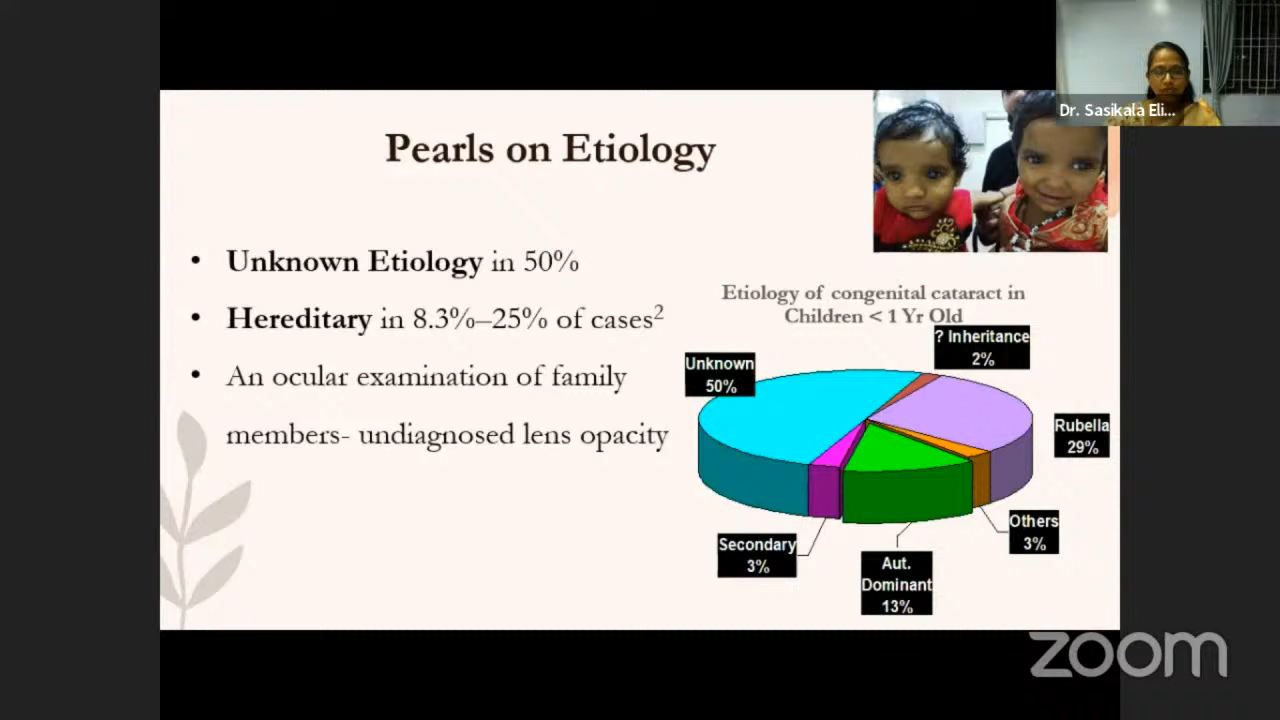 Dr. Sasikala Eli...
Pearls on Etiology
• Unknown Etiology in 50%
• Hereditary in 8.3%–25% of cases2
• An ocular examination of family
members- undiagnosed lens opacity
Etiology of congenital cataract in
Children < 1 Yr Old
? Inheritance
2%
Unknown
50%
Rubella
29%
Others
3%
Secondary
3%
Aut.
Dominant
13%
zoom